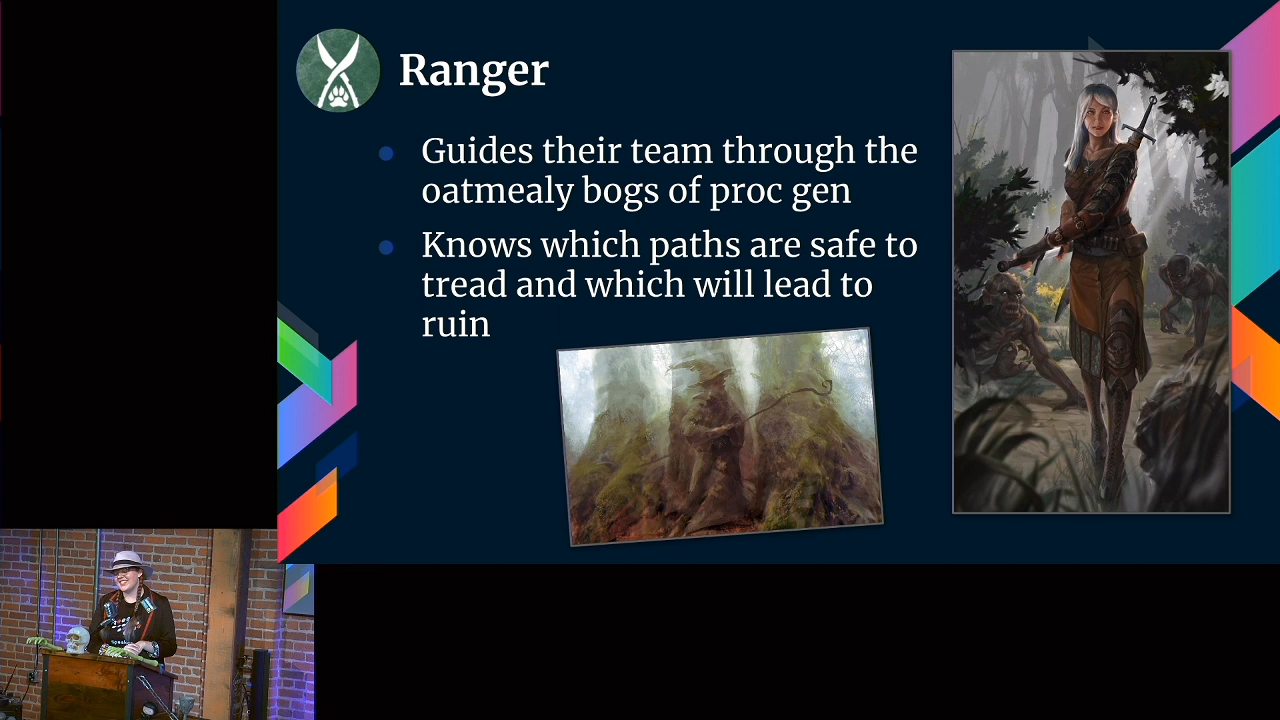 Ranger
Guides their team through the
oatmealy bogs of proc gen
Knows which paths are safe to
tread and which will lead to
ruin
Speaker